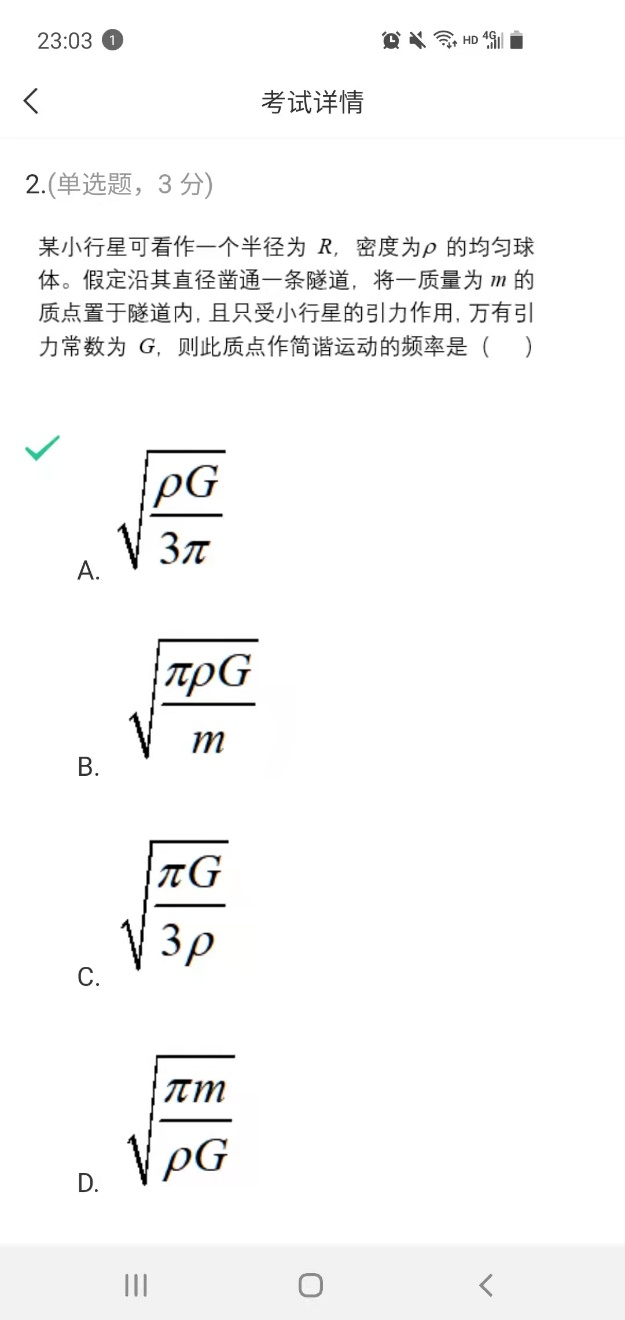 23:03 1 HD 4G
考试详情
2.(单选题，3 分)
某小行星可看作一个半径为 R，密度为ρ 的均匀球
体。假定沿其直径凿通一条隧道，将一质量为 m 的
质点置于隧道内, 且只受小行星的引力作用, 万有引
力常数为 G，则此质点作简谐运动的频率是 (    )
A. √(ρG/3π)
B. √(πρG/m)
C. √(πG/3ρ)
D. √(πm/ρG)